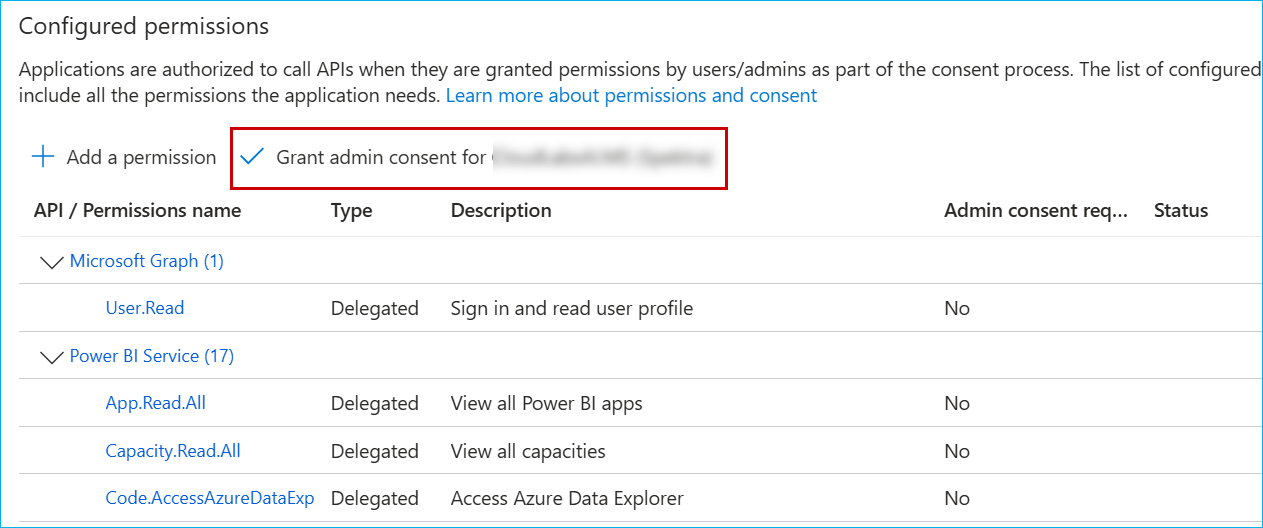 Configured permissions
Applications are authorized to call APIs when they are granted permissions by users/admins as part of the consent process. The list of configured
include all the permissions the application needs. Learn more about permissions and consent
Add a permission Grant admin consent for
API / Permissions name Type Description Admin consent req... Status
Microsoft Graph (1)
User.Read Delegated Sign in and read user profile No
Power BI Service (17)
App.Read.All Delegated View all Power BI apps No
Capacity.Read.All Delegated View all capacities No
Code.AccessAzureDataExp Delegated Access Azure Data Explorer No